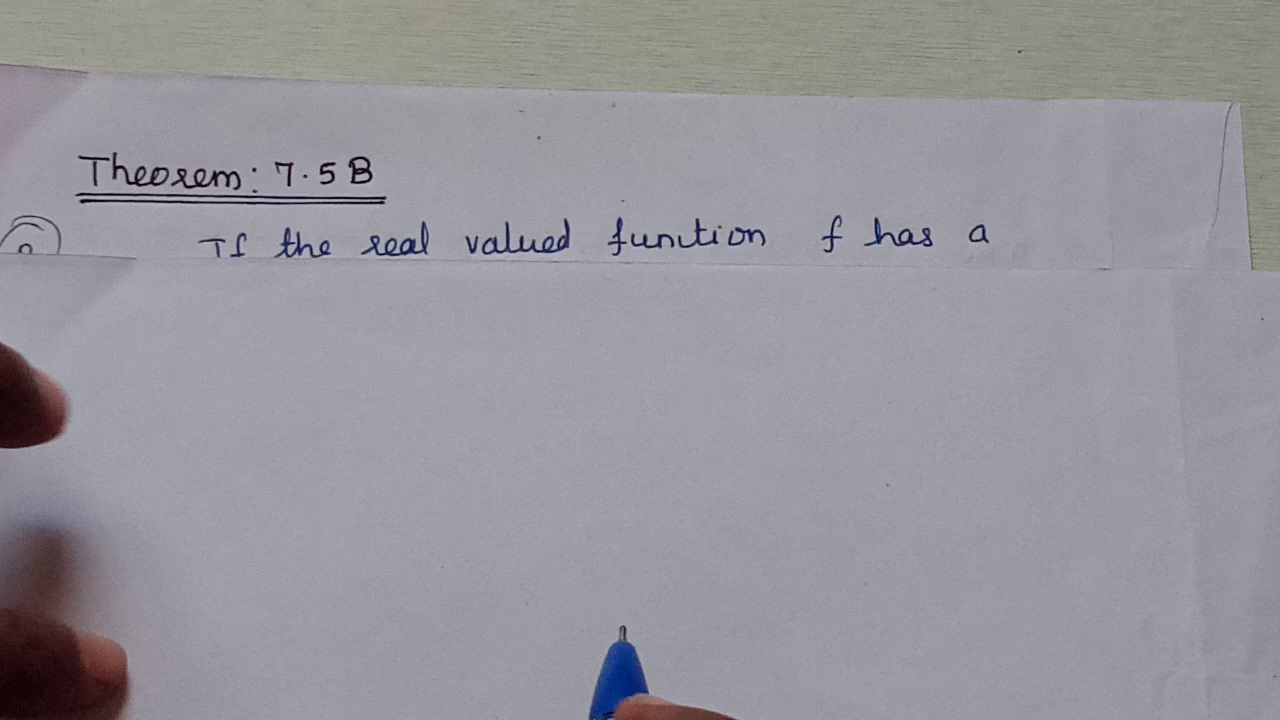 Theorem: 7.5 B
If the real valued function f has a